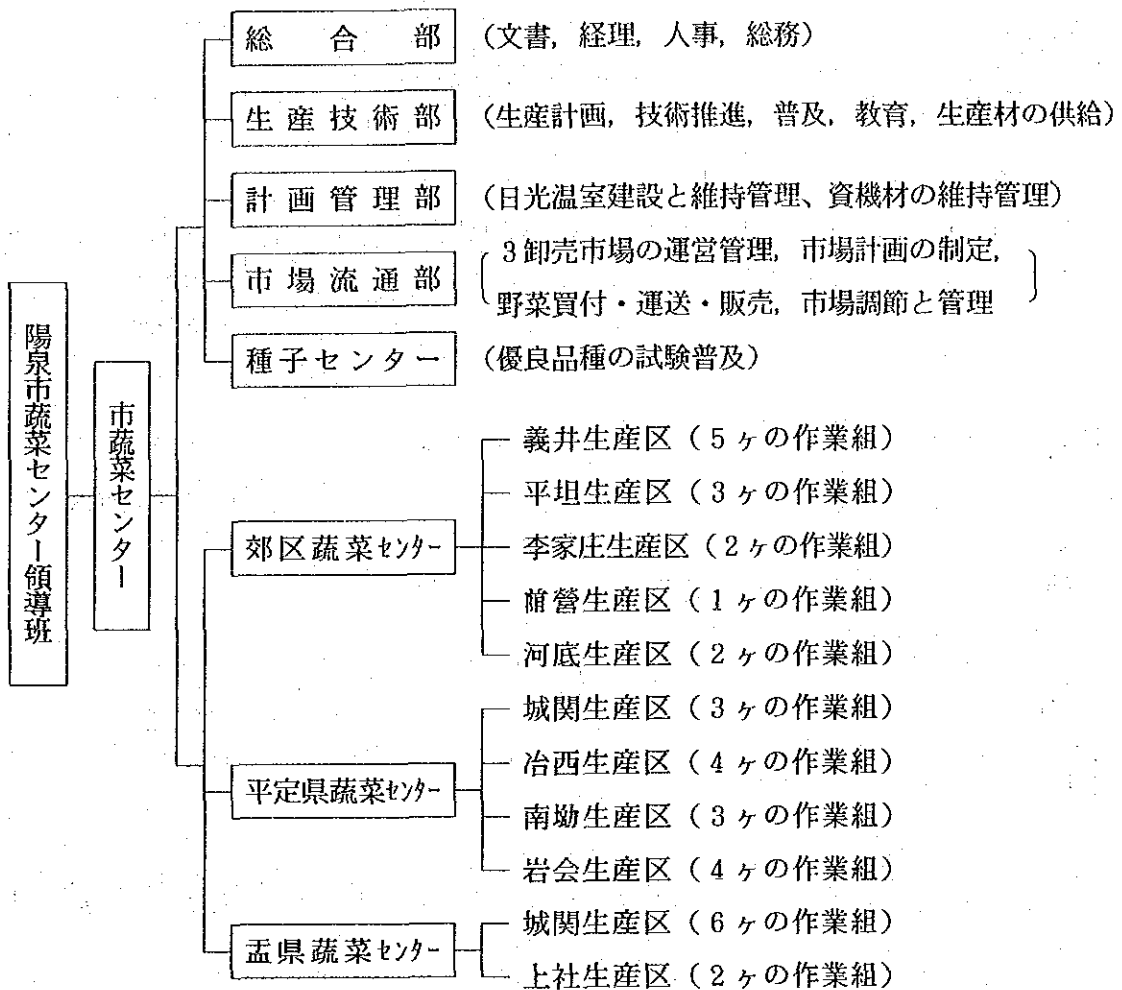 陽泉市蔬菜センター領導班
市蔬菜センター
総合部 (文書, 経理, 人事, 総務)
生産技術部 (生産計画, 技術推進, 普及, 教育, 生産材の供給)
計画管理部 (日光温室建設と維持管理、資機材の維持管理)
市場流通部 3卸売市場の運営管理, 市場計画の制定,
野菜買付・運送・販売, 市場調節と管理
種子センター (優良品種の試験普及)
郊区蔬菜センター
義井生産区 (5ヶの作業組)
平坦生産区 (3ヶの作業組)
李家庄生産区 (2ヶの作業組)
営生産区 (1ヶの作業組)
河底生産区 (2ヶの作業組)
平定県蔬菜センター
城関生産区 (3ヶの作業組)
冶西生産区 (4ヶの作業組)
南坳生産区 (3ヶの作業組)
岩会生産区 (4ヶの作業組)
盂県蔬菜センター
城関生産区 (6ヶの作業組)
上社生産区 (2ヶの作業組)